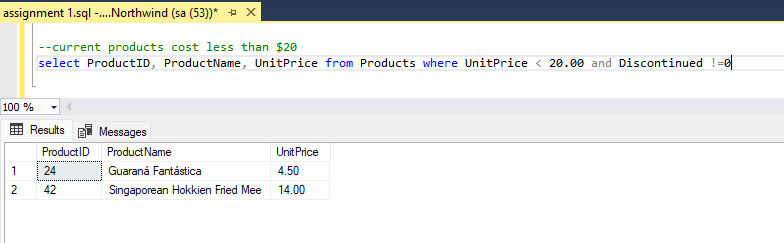 assignment 1.sql -....Northwind (sa (53))*
--current products cost less than $20
select ProductID, ProductName, UnitPrice from Products where UnitPrice < 20.00 and Discontinued !=0
100 %
Results Messages
ProductID ProductName UnitPrice
1 24 Guaraná Fantástica 4.50
2 42 Singaporean Hokkien Fried Mee 14.00